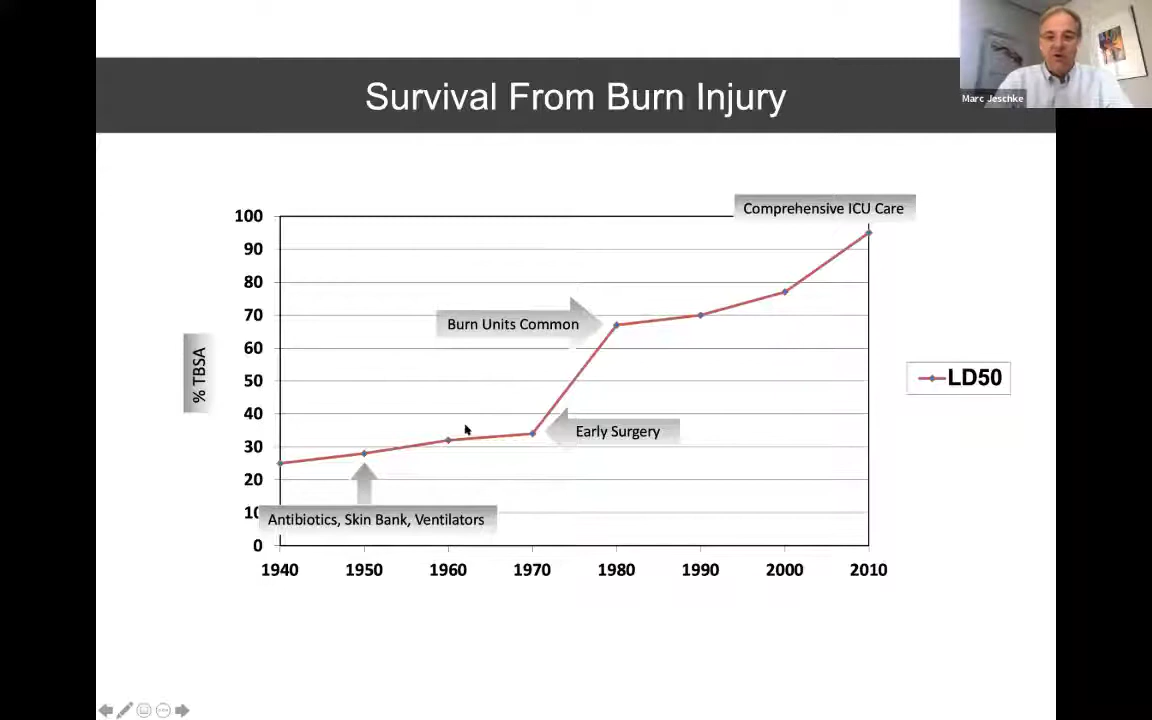 Survival From Burn Injury
Marc Jeschke
Comprehensive ICU Care
100
90
80
70
60
50
40
30
20
10
0
% TBSA
Burn Units Common
Early Surgery
Antibiotics, Skin Bank, Ventilators
LD50
1940 1950 1960 1970 1980 1990 2000 2010